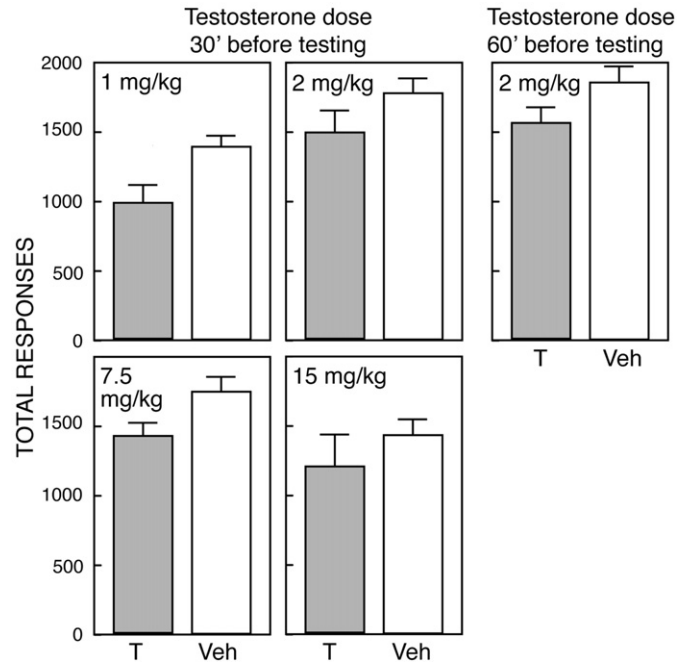 Testosterone dose
30' before testing
Testosterone dose
60' before testing
TOTAL RESPONSES
2000
1500
1000
500
0
1 mg/kg
2 mg/kg
2 mg/kg
T Veh
1500
1000
500
0
7.5
mg/kg
15 mg/kg
T Veh
T Veh